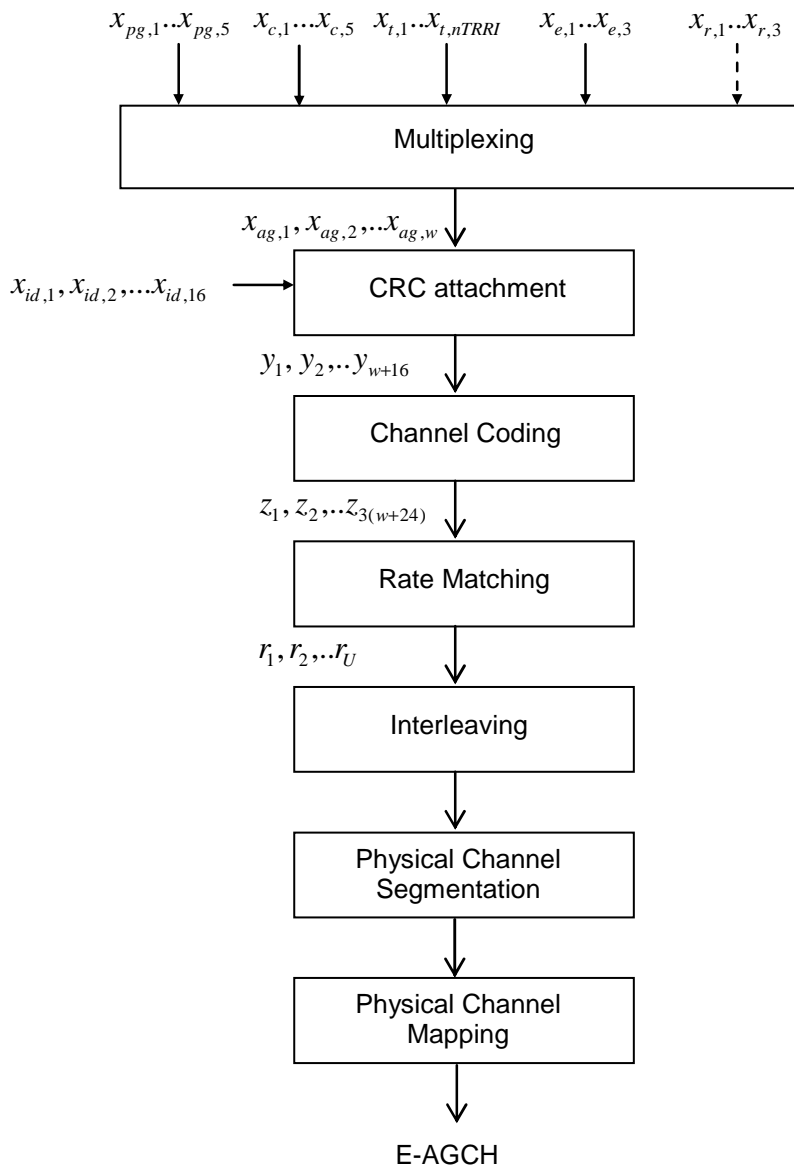 x_{pg,1}..x_{pg,5} x_{c,1}...x_{c,5} x_{t,1}..x_{t,nTRRI} x_{e,1}..x_{e,3} x_{r,1}..x_{r,3}
Multiplexing
x_{ag,1}, x_{ag,2},..x_{ag,w}
x_{id,1}, x_{id,2},...x_{id,16}
CRC attachment
y_1, y_2,..y_{w+16}
Channel Coding
z_1, z_2,..z_{3(w+24)}
Rate Matching
r_1, r_2,..r_U
Interleaving
Physical Channel
Segmentation
Physical Channel
Mapping
E-AGCH